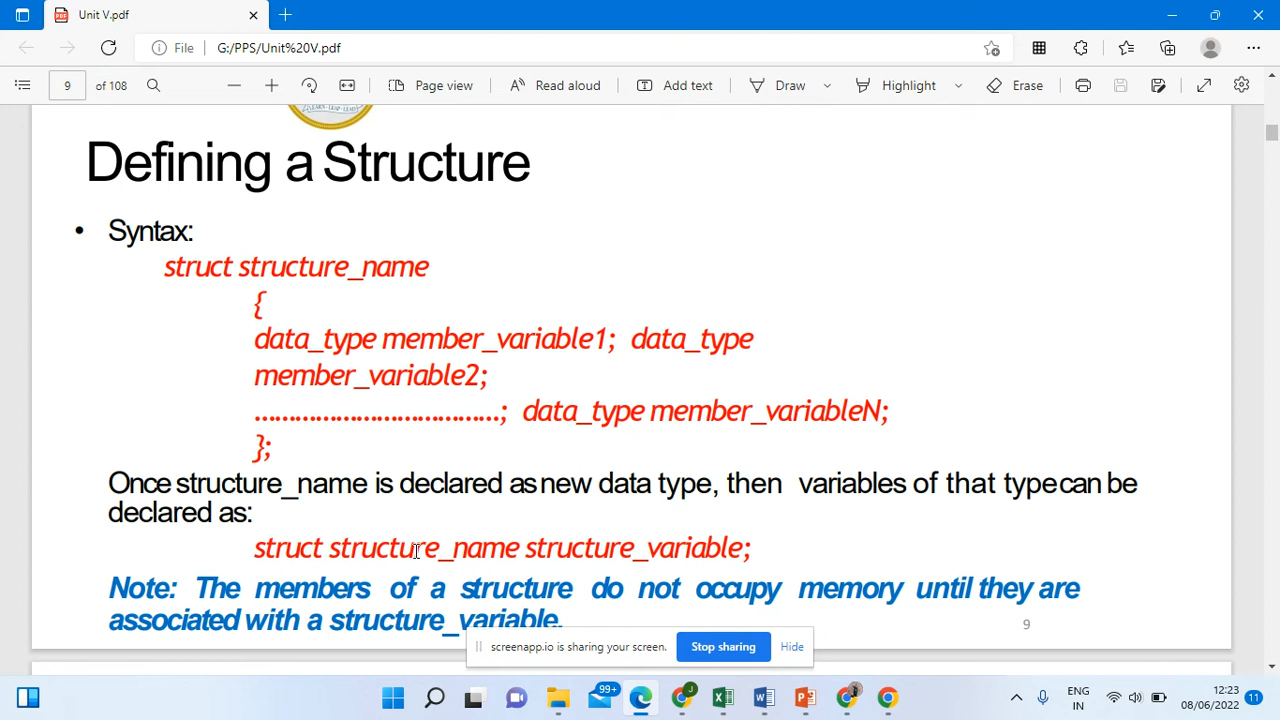 Unit V.pdf
File G:/PPS/Unit%20V.pdf
9 of 108 Page view Read aloud Add text Draw Highlight Erase
LEARN - LEAP - LEAD
Defining a Structure
• Syntax:
struct structure_name
{
data_type member_variable1; data_type
member_variable2;
......................................; data_type member_variableN;
};
Once structure_name is declared as new data type, then variables of that type can be
declared as:
struct structure_name structure_variable;
Note: The members of a structure do not occupy memory until they are
associated with a structure_variable.
9
screenapp.io is sharing your screen. Stop sharing Hide
99+ J ENG 12:23
IN 08/06/2022 11